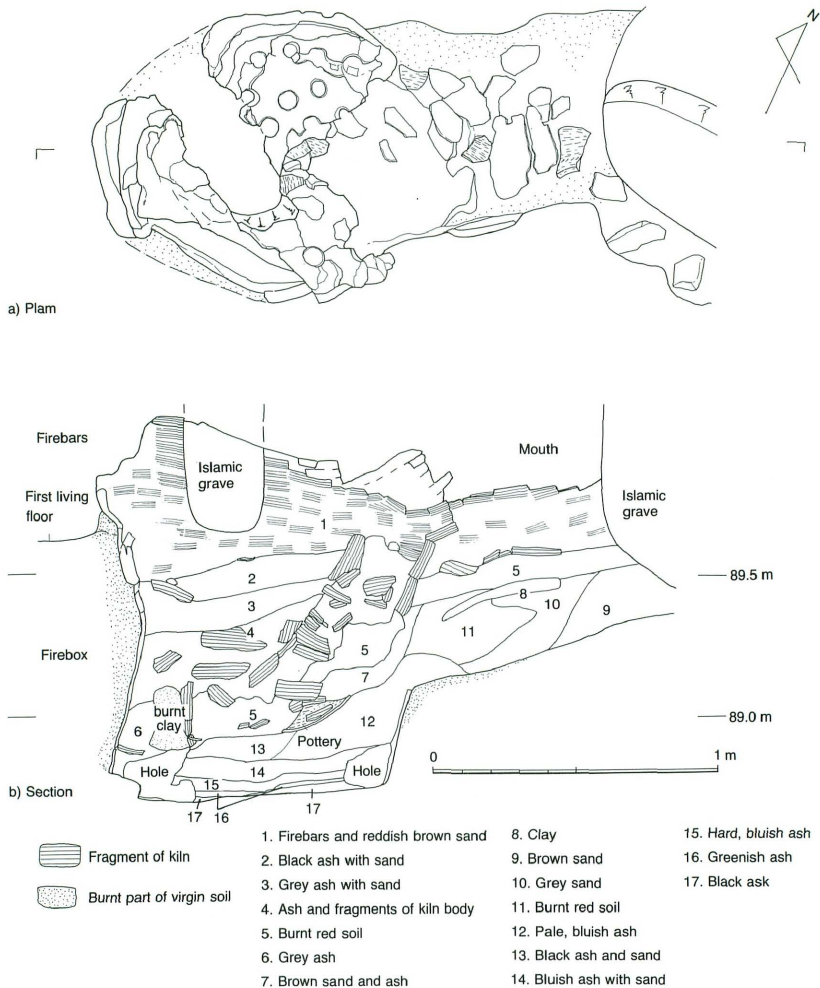 N
a) Plam
Firebars
Islamic
grave
Mouth
First living
floor
Islamic
grave
1
2
5
89.5 m
3
8
10
9
4
11
Firebox
5
7
89.0 m
burnt
clay
6
5
12
13
Pottery
0
1 m
Hole
14
Hole
15
b) Section
17
16
17
Fragment of kiln
Burnt part of virgin soil
1. Firebars and reddish brown sand
2. Black ash with sand
3. Grey ash with sand
4. Ash and fragments of kiln body
5. Burnt red soil
6. Grey ash
7. Brown sand and ash
8. Clay
9. Brown sand
10. Grey sand
11. Burnt red soil
12. Pale, bluish ash
13. Black ash and sand
14. Bluish ash with sand
15. Hard, bluish ash
16. Greenish ash
17. Black ask